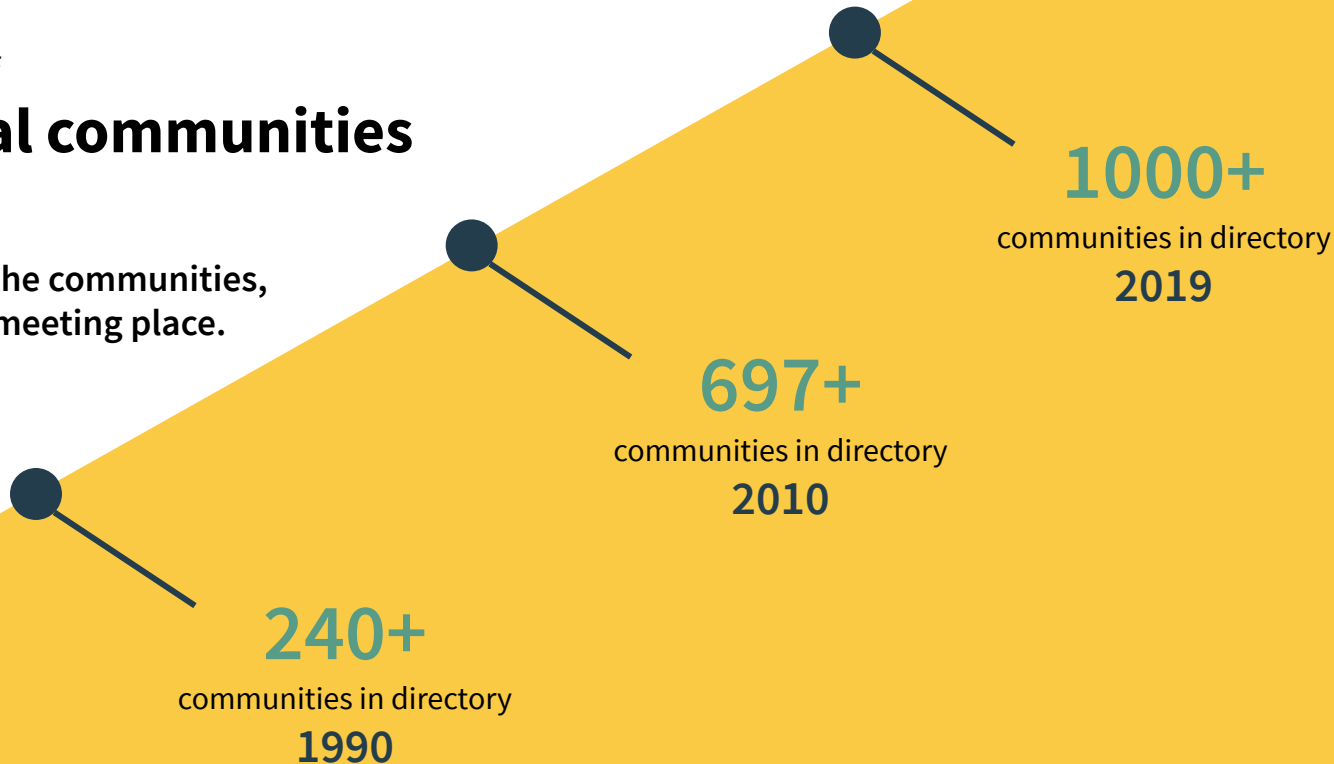 al communities
he communities,
meeting place.
1000+
communities in directory
2019
697+
communities in directory
2010
240+
communities in directory
1990